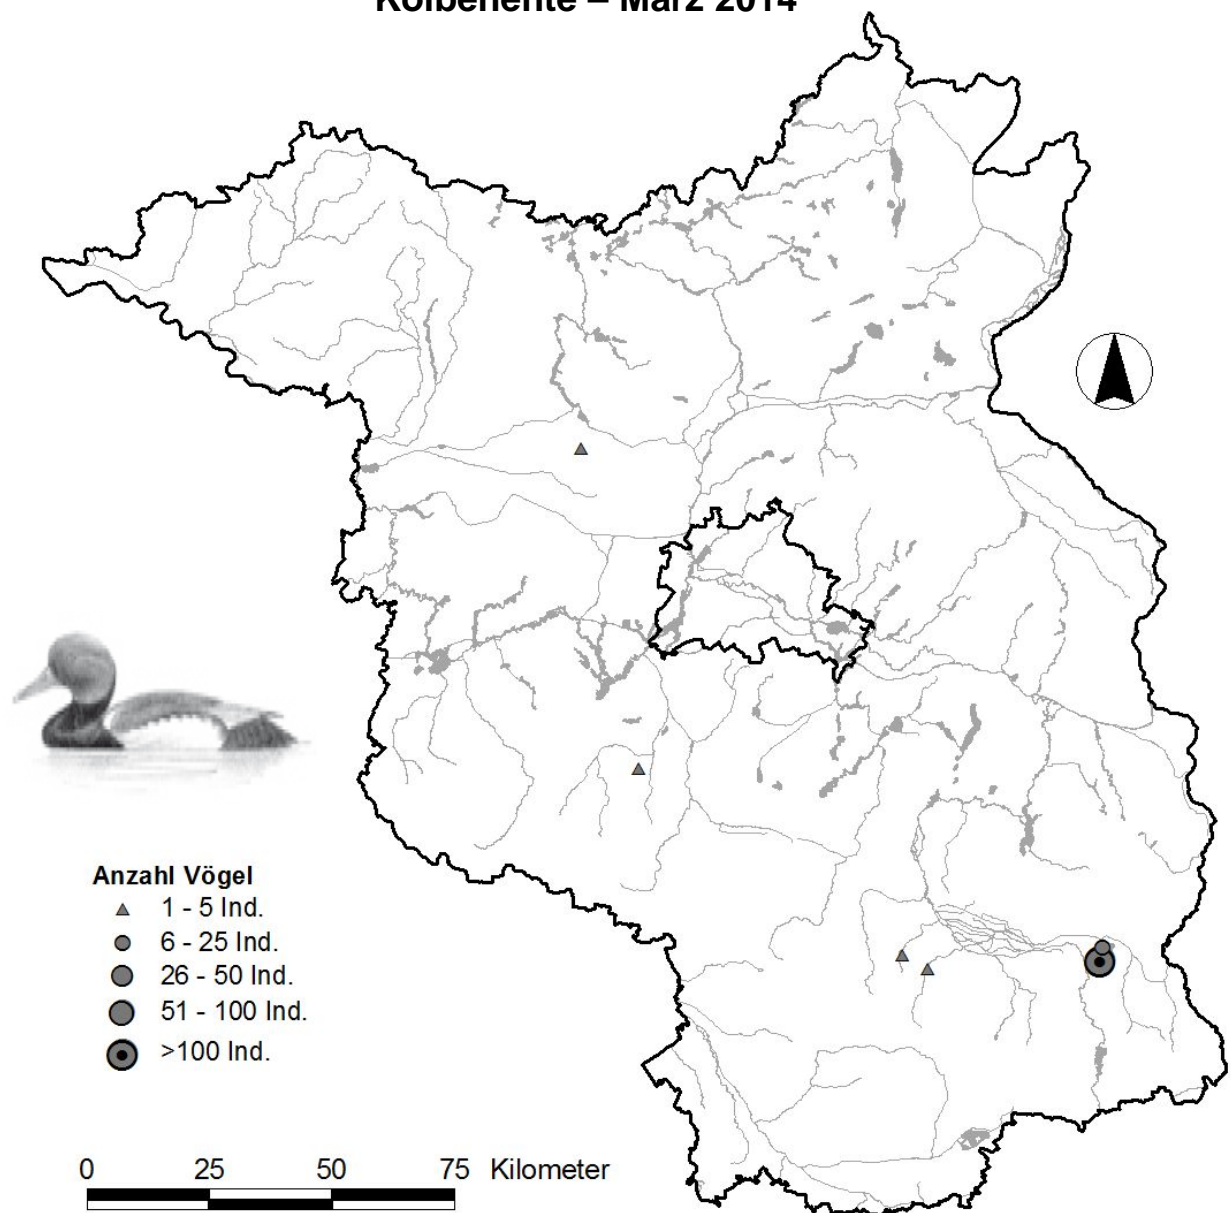 Kolbenente – März 2014
Anzahl Vögel
1 - 5 Ind.
6 - 25 Ind.
26 - 50 Ind.
51 - 100 Ind.
>100 Ind.
0 25 50 75 Kilometer